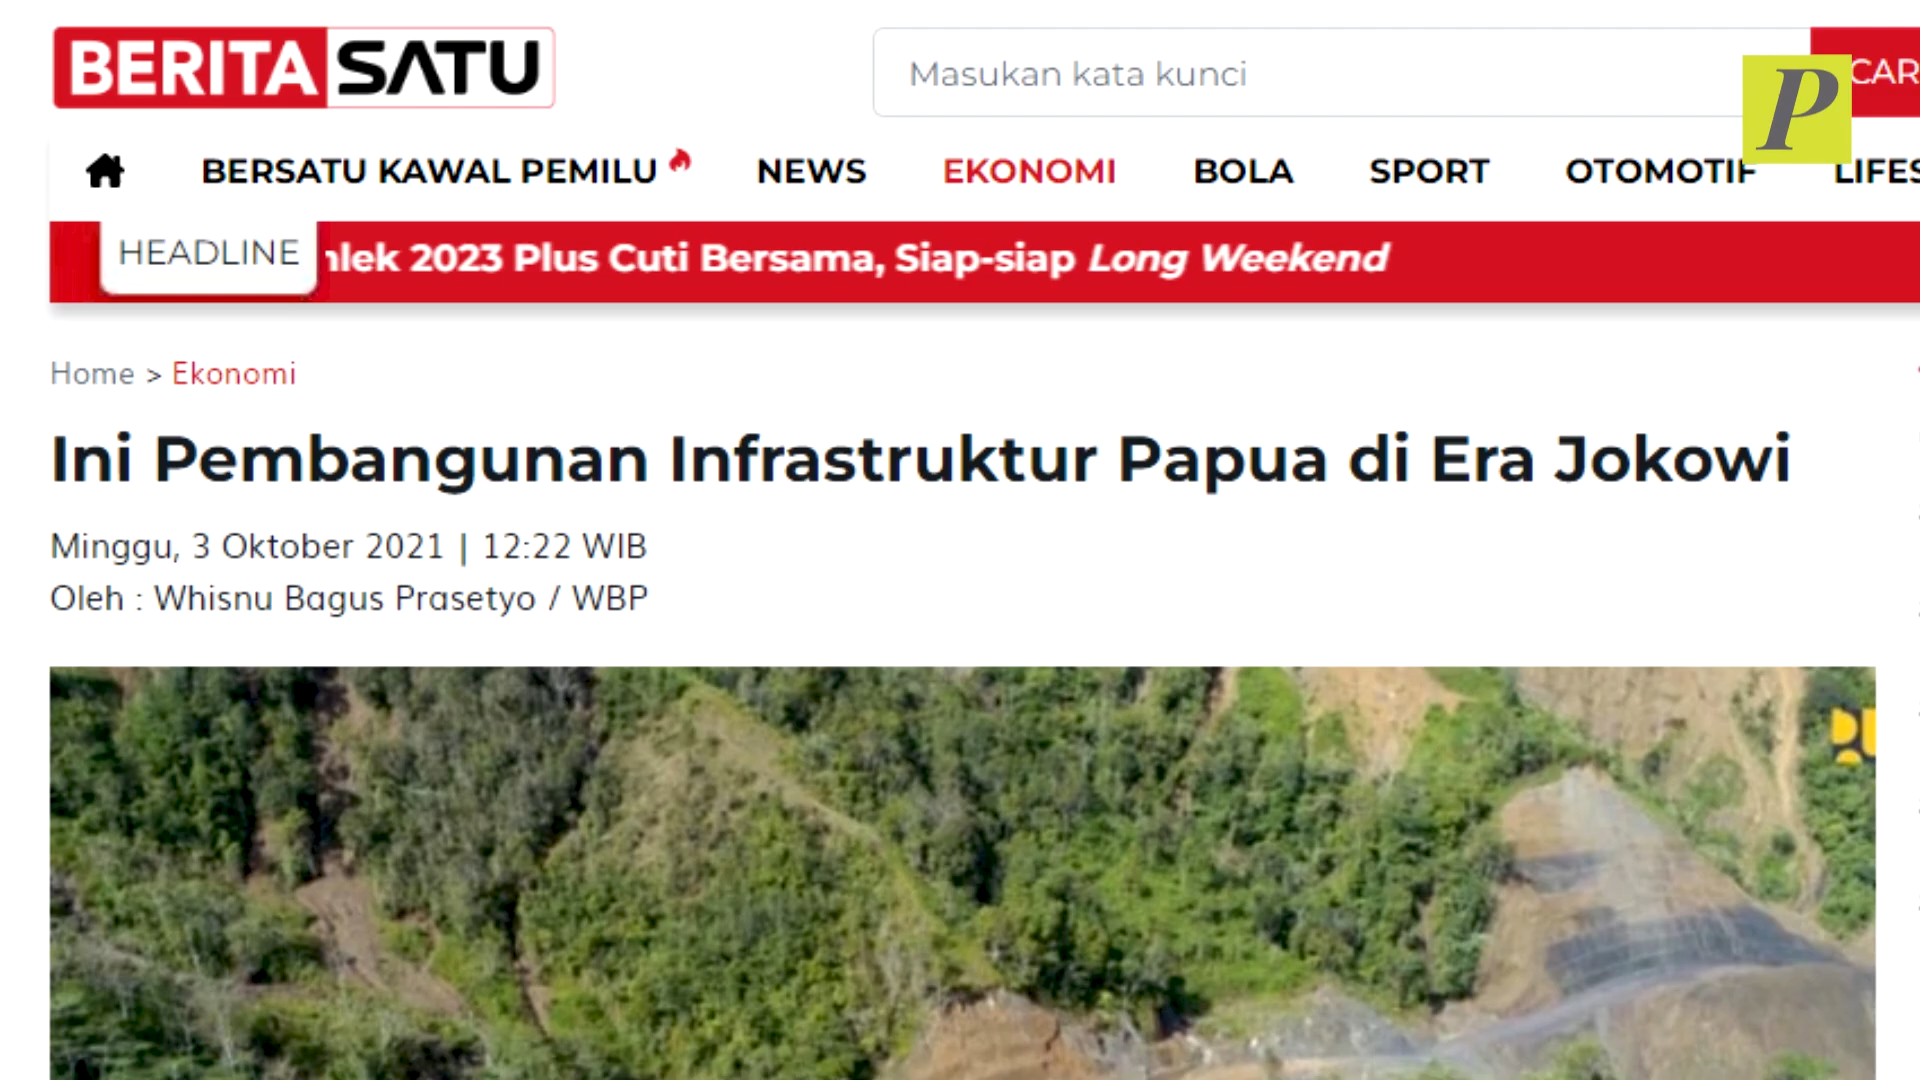 BERITA SATU
Masukan kata kunci
P
BERSATU KAWAL PEMILU NEWS EKONOMI BOLA SPORT OTOMOTIF
HEADLINE 2023 Plus Cuti Bersama, Siap-siap Long Weekend
Home > Ekonomi
Ini Pembangunan Infrastruktur Papua di Era Jokowi
Minggu, 3 Oktober 2021 | 12:22 WIB
Oleh : Whisnu Bagus Prasetyo / WBP